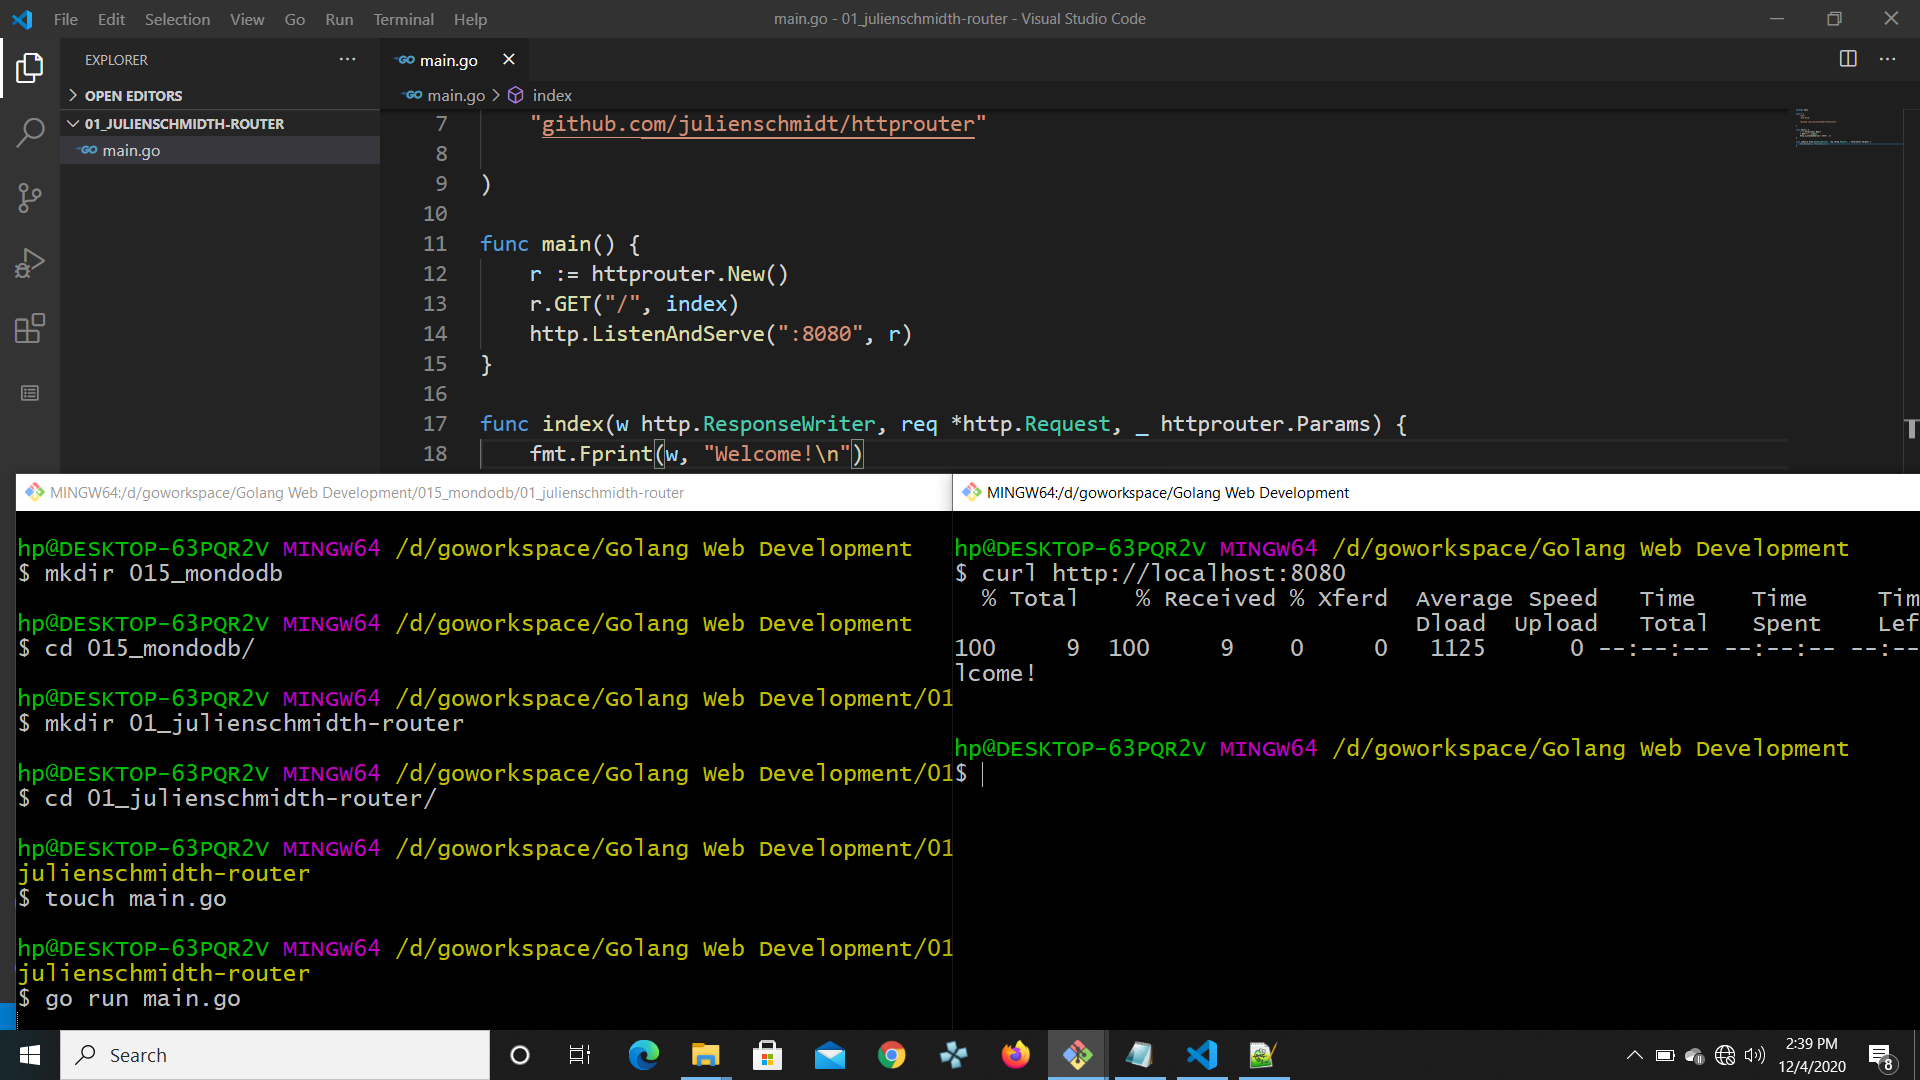 File Edit Selection View Go Run Terminal Help
main.go - 01_julienschmidth-router - Visual Studio Code
EXPLORER
OPEN EDITORS
01_JULIENSCHMIDTH-ROUTER
GO main.go
GO main.go
GO main.go > index
7 "github.com/julienschmidt/httprouter"
8
9 )
10
11 func main() {
12 r := httprouter.New()
13 r.GET("/", index)
14 http.ListenAndServe(":8080", r)
15 }
16
17 func index(w http.ResponseWriter, req *http.Request, _ httprouter.Params) {
18 fmt.Fprint(w, "Welcome!\n")
MINGW64:/d/goworkspace/Golang Web Development/015_mondodb/01_julienschmidth-router
hp@DESKTOP-63PQR2V MINGW64 /d/goworkspace/Golang Web Development
$ mkdir 015_mondodb
hp@DESKTOP-63PQR2V MINGW64 /d/goworkspace/Golang Web Development
$ cd 015_mondodb/
hp@DESKTOP-63PQR2V MINGW64 /d/goworkspace/Golang Web Development/01
$ mkdir 01_julienschmidth-router
hp@DESKTOP-63PQR2V MINGW64 /d/goworkspace/Golang Web Development/01
$ cd 01_julienschmidth-router/
hp@DESKTOP-63PQR2V MINGW64 /d/goworkspace/Golang Web Development/01
julienschmidth-router
$ touch main.go
hp@DESKTOP-63PQR2V MINGW64 /d/goworkspace/Golang Web Development/01
julienschmidth-router
$ go run main.go
MINGW64:/d/goworkspace/Golang Web Development
hp@DESKTOP-63PQR2V MINGW64 /d/goworkspace/Golang Web Development
$ curl http://localhost:8080
% Total % Received % Xferd Average Speed Time Time Tim
Dload Upload Total Spent Lef
100 9 100 9 0 0 1125 0 --:--:-- --:--:-- --:--
lcome!
hp@DESKTOP-63PQR2V MINGW64 /d/goworkspace/Golang Web Development
$
Search
2:39 PM
12/4/2020
8